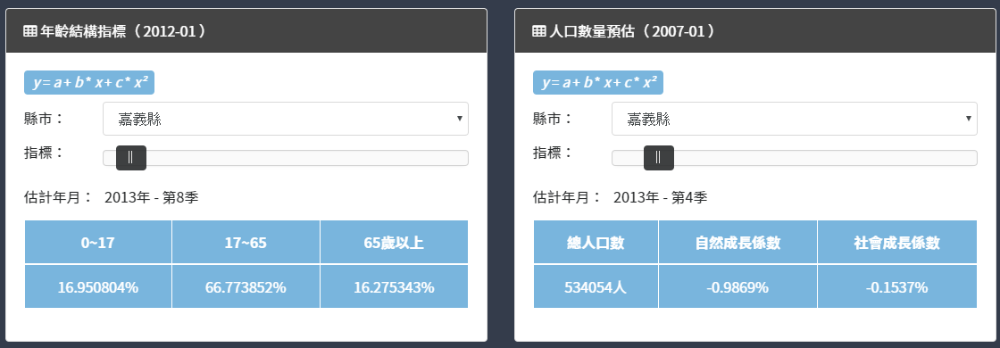 年齡結構指標（2012-01）
y = a + b* x + c* x²
縣市：
嘉義縣
指標：
估計年月： 2013年 - 第8季
0~17 17~65 65歲以上
16.950804% 66.773852% 16.275343%
人口數量預估（2007-01）
y = a + b* x + c* x²
縣市：
嘉義縣
指標：
估計年月： 2013年 - 第4季
總人口數 自然成長係數 社會成長係數
534054人 -0.9869% -0.1537%